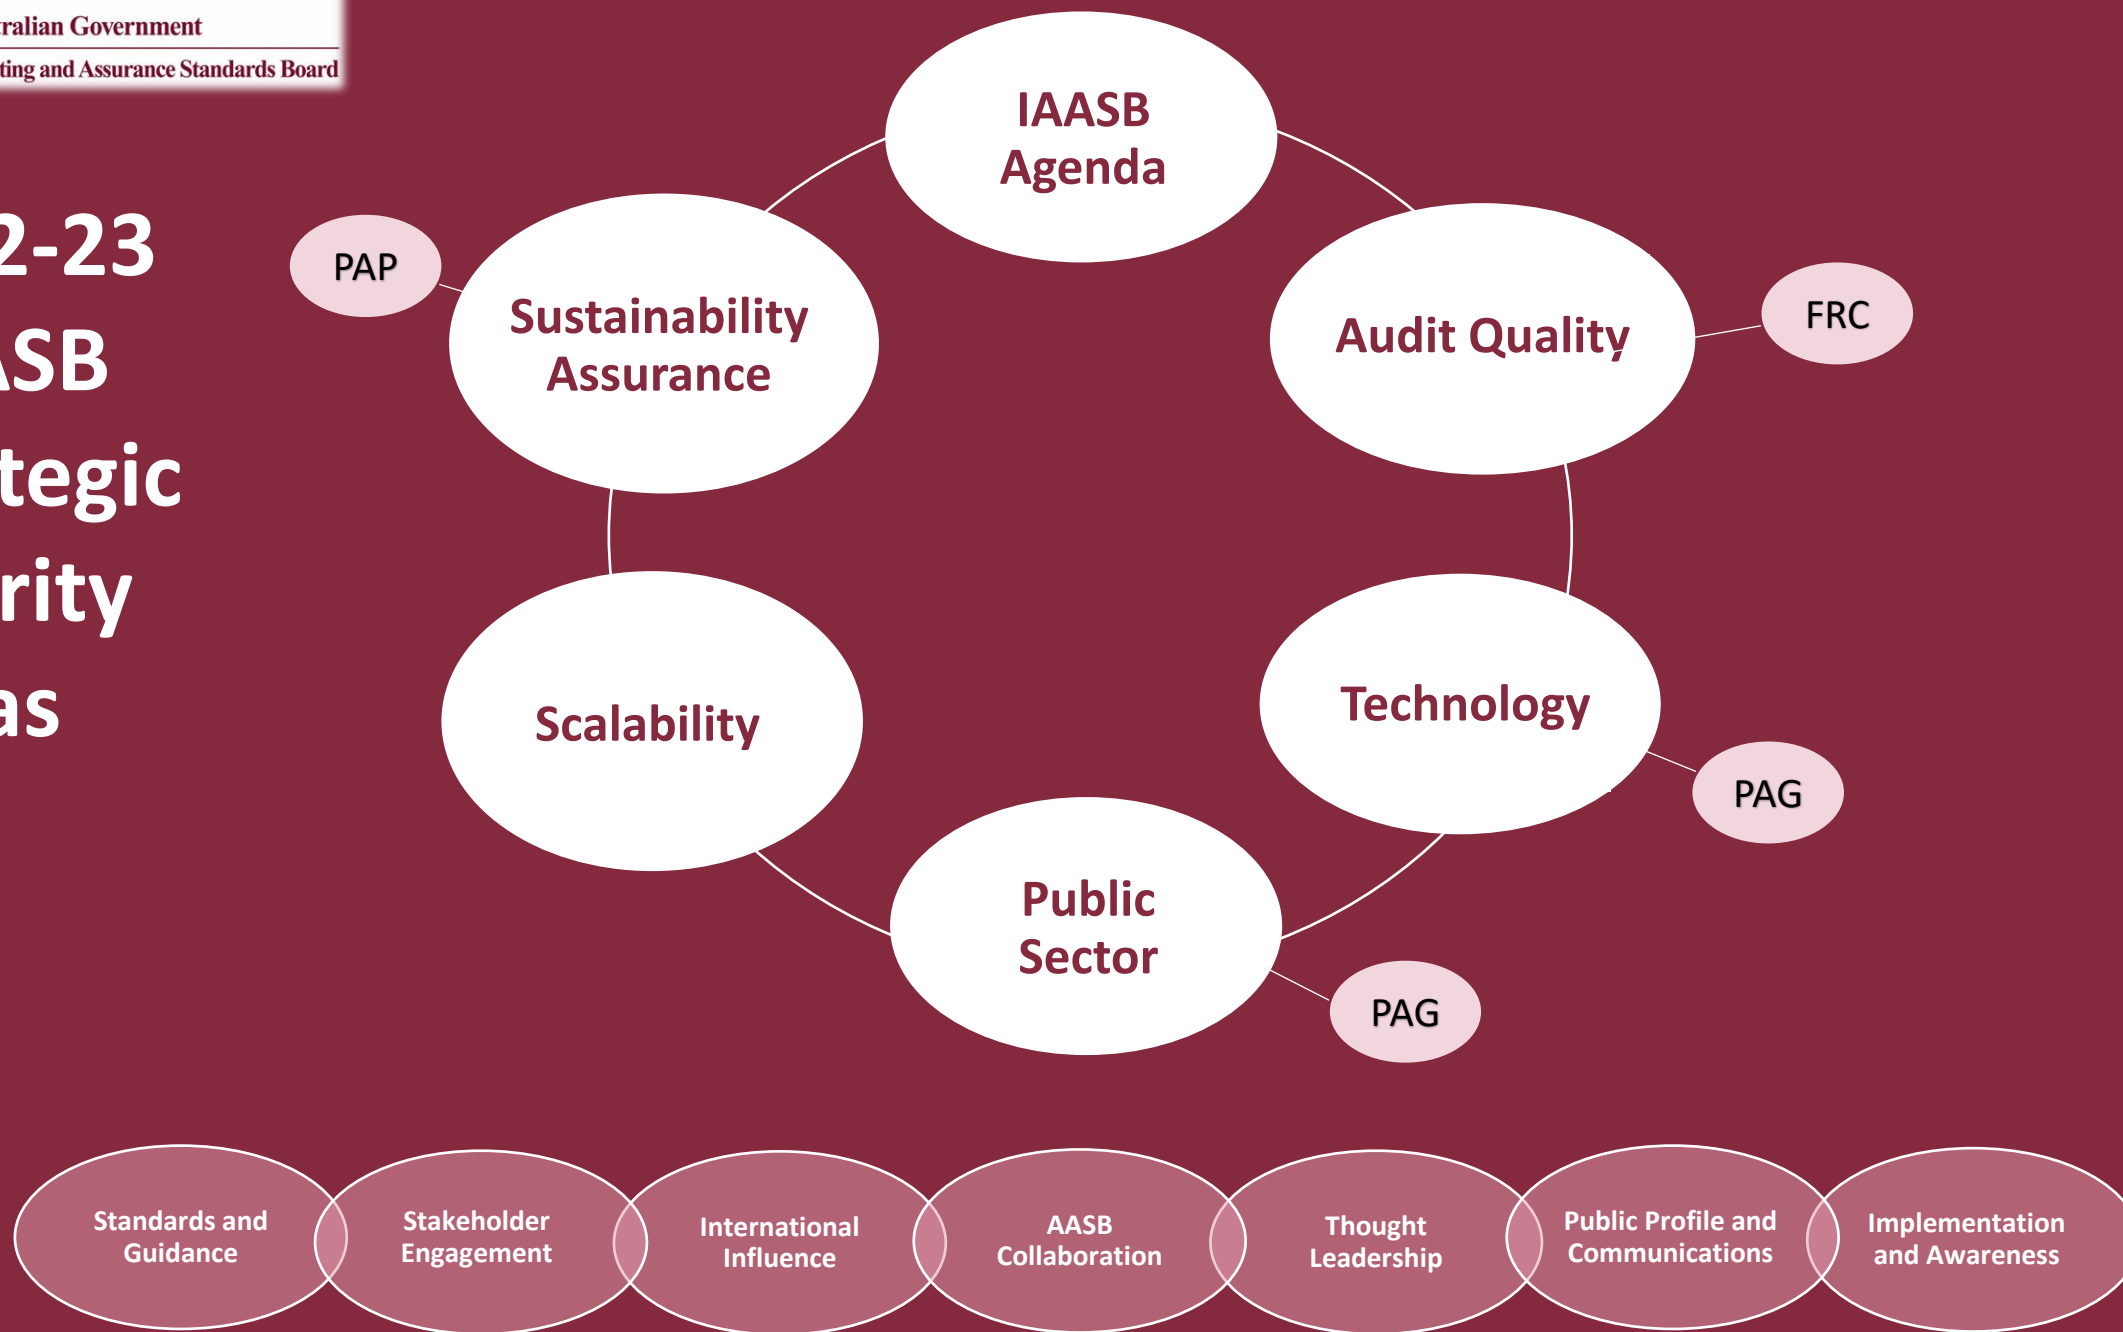 tralian Government
ting and Assurance Standards Board
2-23
ASB
tegic
rity
as
IAASB
Agenda
PAP
Sustainability
Assurance
Audit Quality
FRC
Scalability
Technology
PAG
Public
Sector
PAG
Standards and
Guidance
Stakeholder
Engagement
International
Influence
AASB
Collaboration
Thought
Leadership
Public Profile and
Communications
Implementation
and Awareness